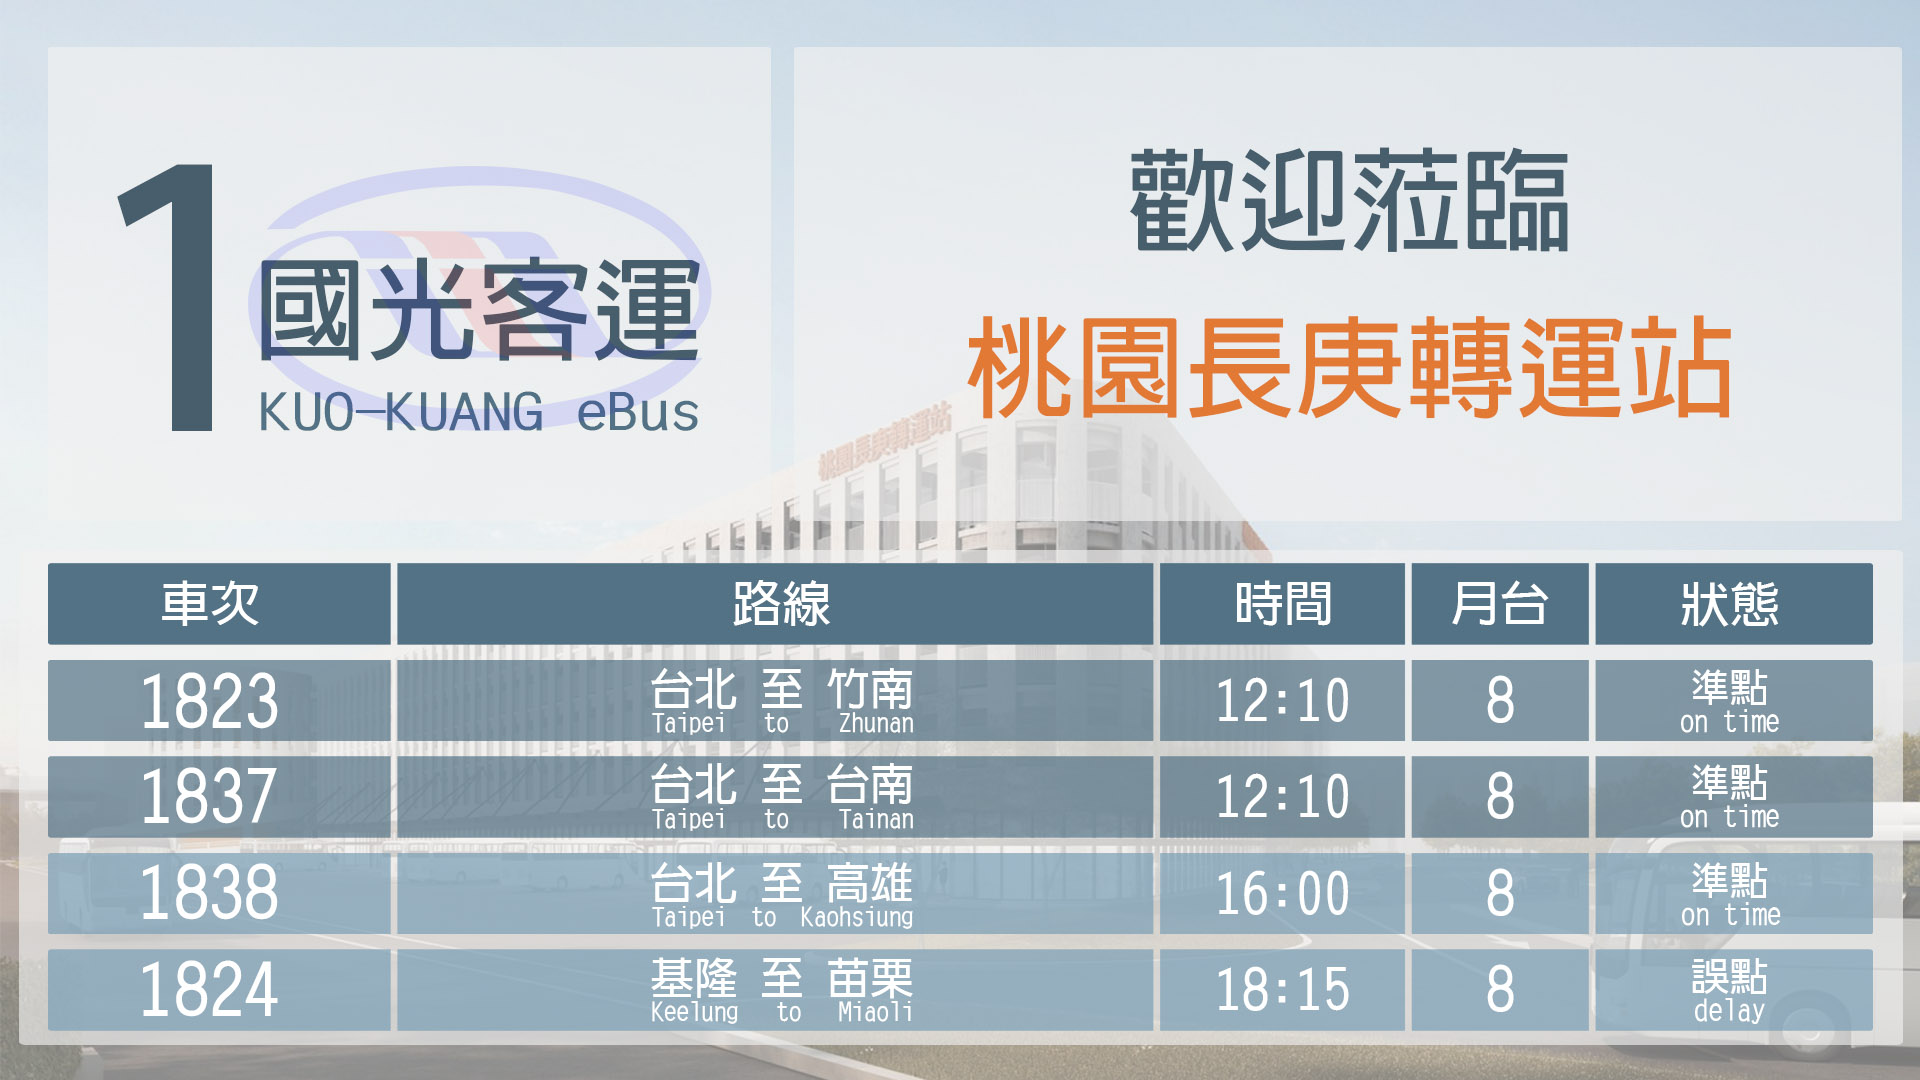 1
國光客運
KUO-KUANG eBus
歡迎蒞臨
桃園長庚轉運站
桃園長庚轉運站
車次 路線 時間 月台 狀態
1823 台北 至 竹南 12:10 8 準點
Taipei to Zhunan on time
1837 台北 至 台南 12:10 8 準點
Taipei to Tainan on time
1838 台北 至 高雄 16:00 8 準點
Taipei to Kaohsiung on time
1824 基隆 至 苗栗 18:15 8 誤點
Keelung to Miaoli delay